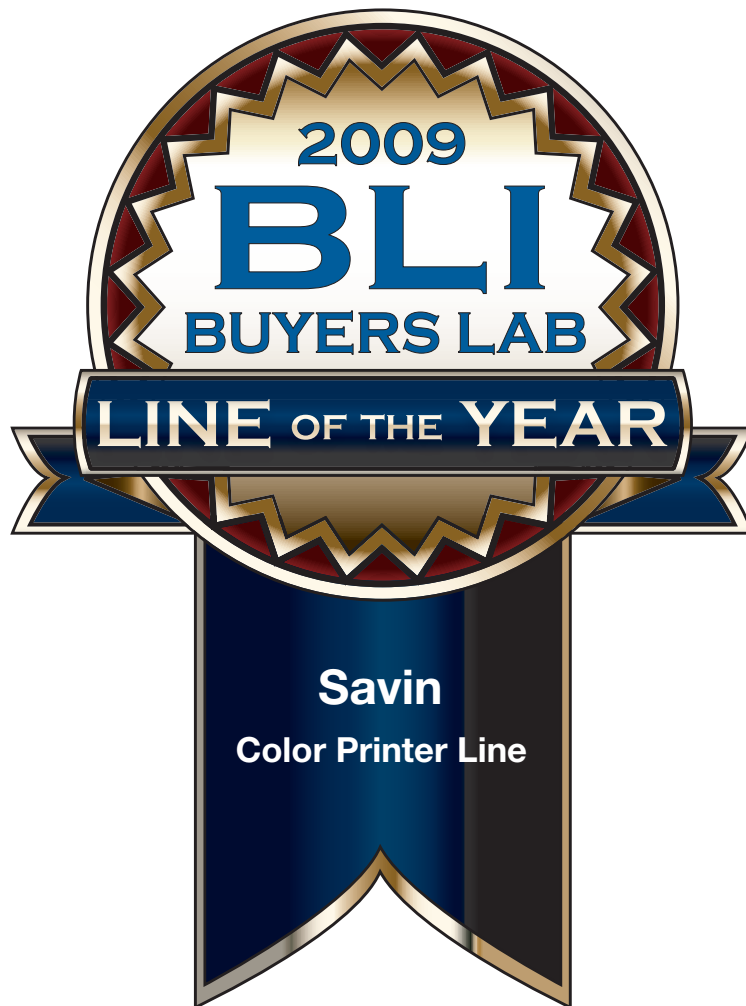 2009
BLI
BUYERS LAB
LINE OF THE YEAR
Savin
Color Printer Line